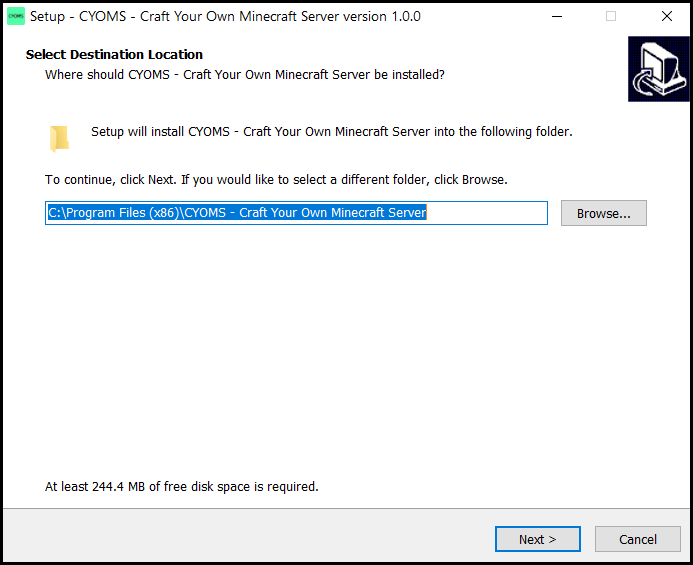 CYOMS Setup - CYOMS - Craft Your Own Minecraft Server version 1.0.0
Select Destination Location
Where should CYOMS - Craft Your Own Minecraft Server be installed?
Setup will install CYOMS - Craft Your Own Minecraft Server into the following folder.
To continue, click Next. If you would like to select a different folder, click Browse.
C:\Program Files (x86)\CYOMS - Craft Your Own Minecraft Server
Browse...
At least 244.4 MB of free disk space is required.
Next >
Cancel